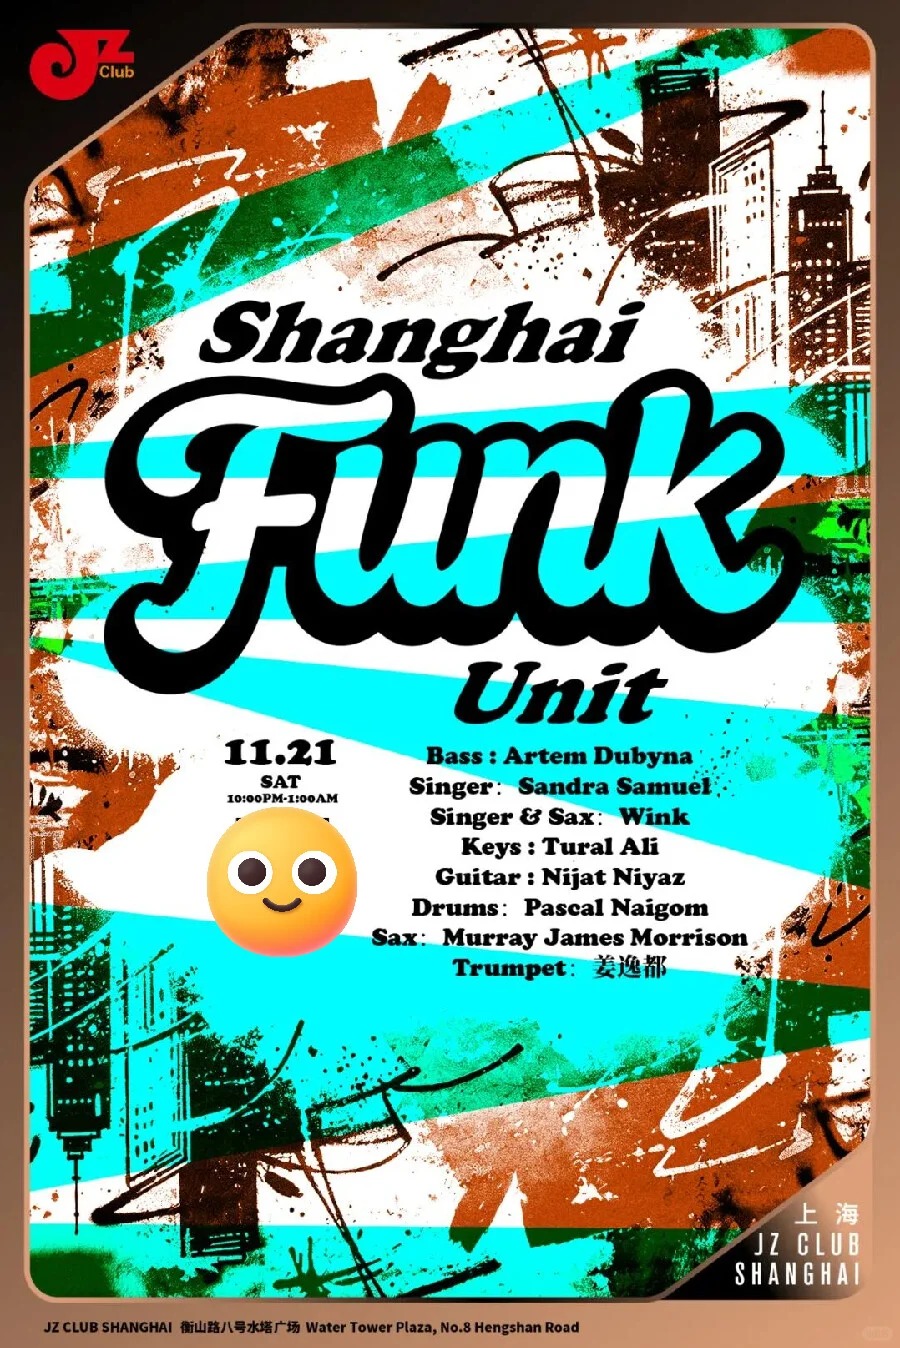 JZ
Club
Shanghai
Funk
Unit
11.21
SAT
10:00PM-1:00AM
Bass : Artem Dubyna
Singer： Sandra Samuel
Singer & Sax： Wink
Keys : Tural Ali
Guitar : Nijat Niyaz
Drums： Pascal Naigom
Sax： Murray James Morrison
Trumpet： 姜逸都
上 海
JZ CLUB
SHANGHAI
JZ CLUB SHANGHAI 衡山路八号水塔广场 Water Tower Plaza, No.8 Hengshan Road